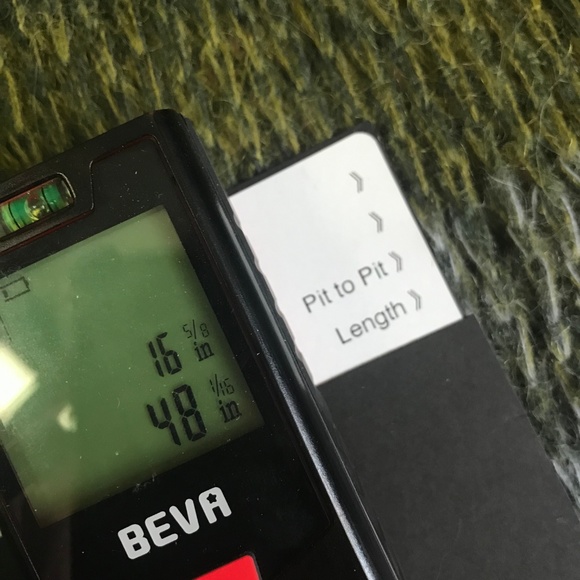 16 5/8 in
48 1/16 in
BEVA
Pit to Pit
Length